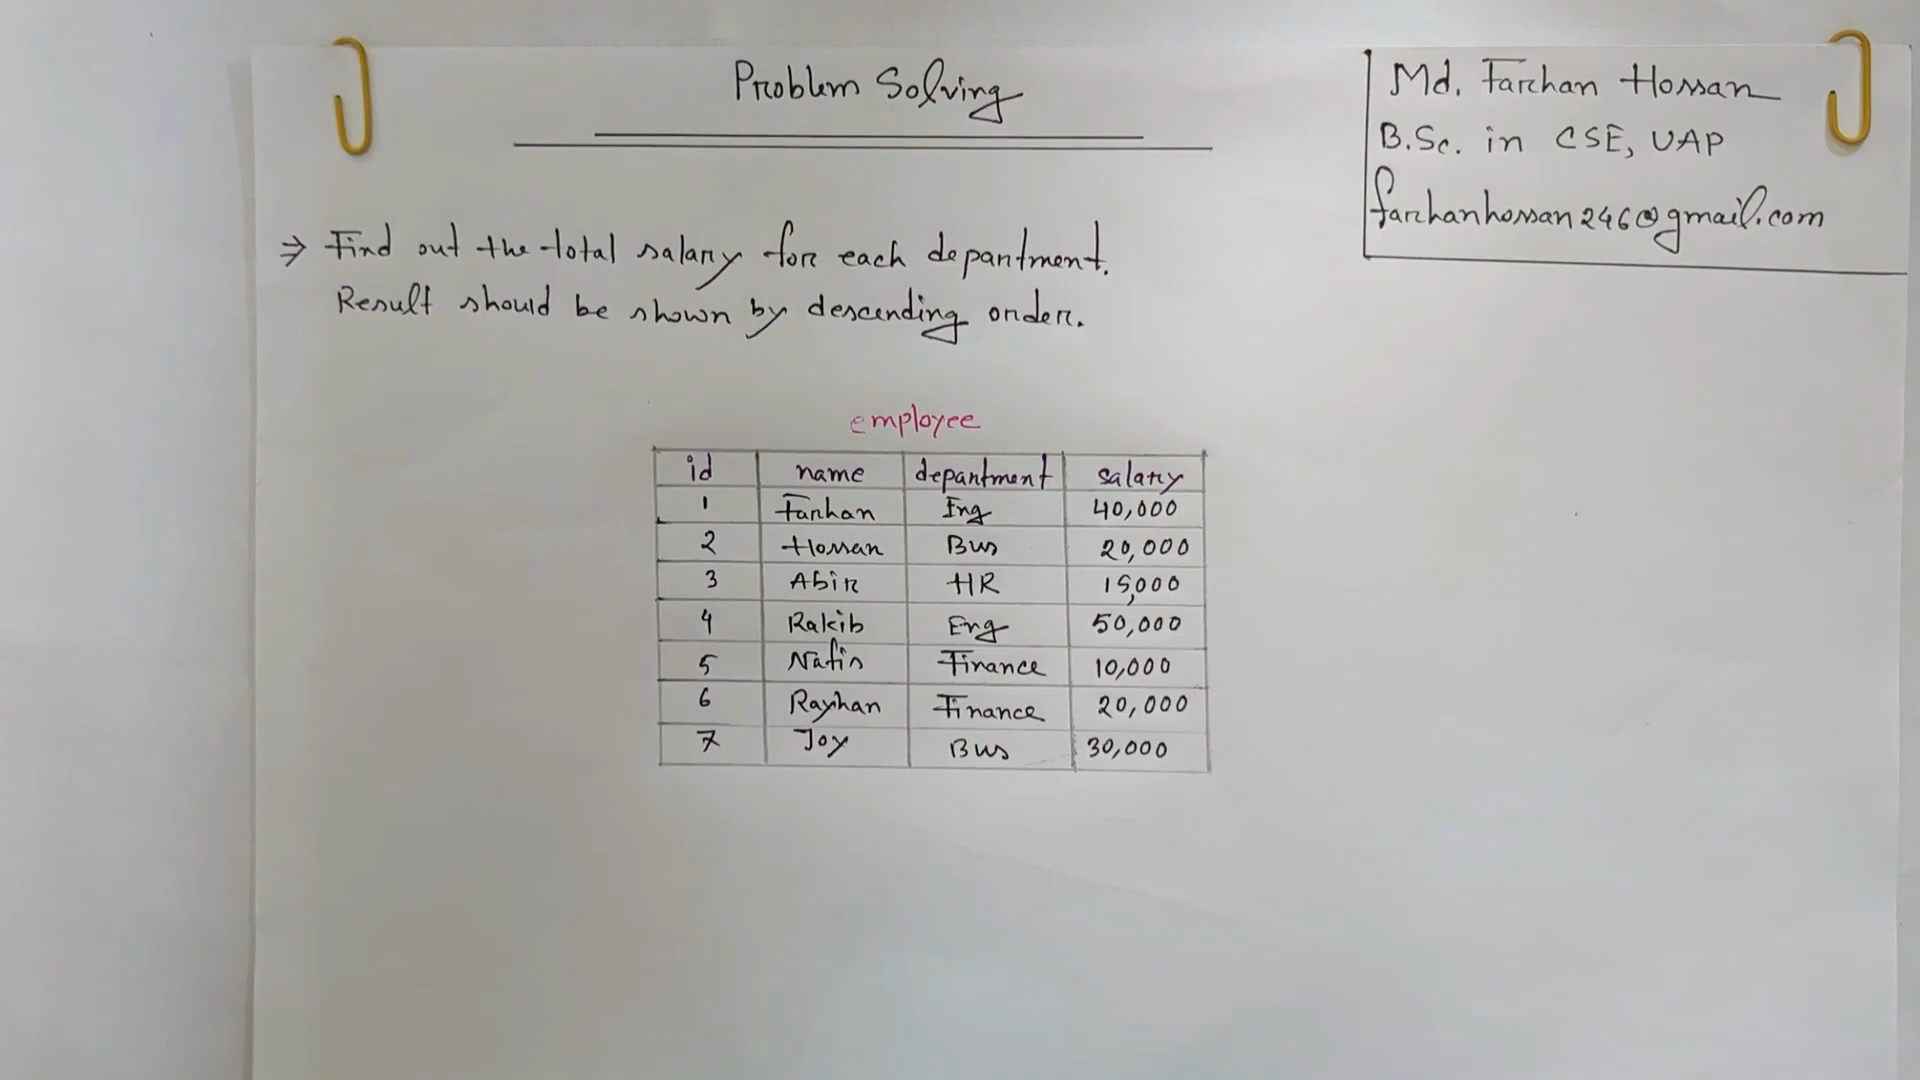 Problem Solving
Md. Farhan Hossan
B.Sc. in CSE, UAP
farhanhossan246@gmail.com
⇒ Find out the total salary for each department.
Result should be shown by descending order.
employee
id name department salary
1 Farhan Eng 40,000
2 Hossan Bus 20,000
3 Abir HR 15,000
4 Rakib Eng 50,000
5 Nafis Finance 10,000
6 Rayhan Finance 20,000
7 Joy Bus 30,000